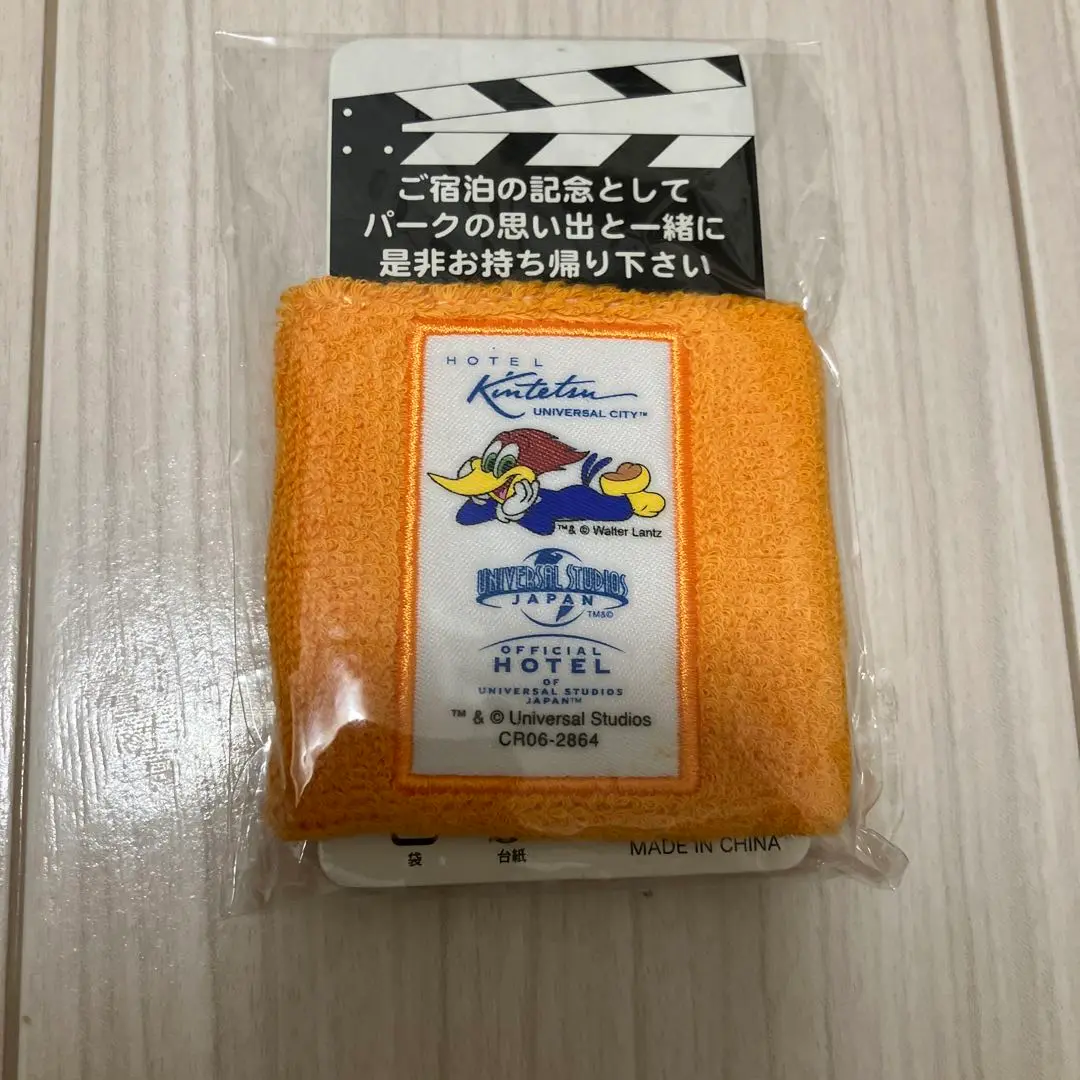 ご宿泊の記念として
パークの思い出と一緒に
是非お持ち帰り下さい
HOTEL
Kintetsu
UNIVERSAL CITY™
™& © Walter Lantz
UNIVERSAL STUDIOS
JAPAN
TM&©
OFFICIAL
HOTEL
OF
UNIVERSAL STUDIOS
JAPAN™
™ & © Universal Studios
CR06-2864
袋
台紙
MADE IN CHINA